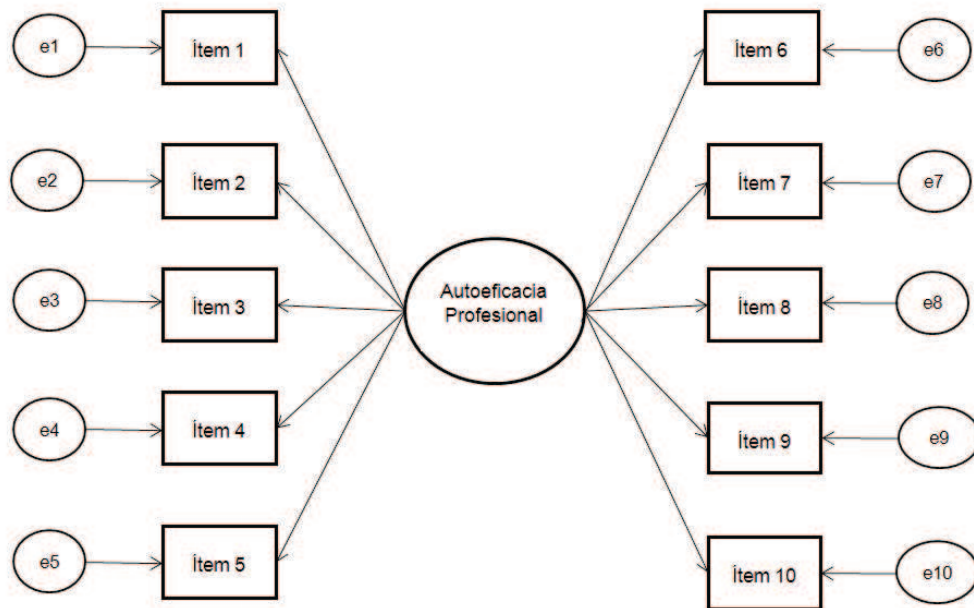 e1
Ítem 1
Ítem 6
e6
e2
Ítem 2
Ítem 7
e7
e3
Ítem 3
Autoeficacia
Profesional
Ítem 8
e8
e4
Ítem 4
Ítem 9
e9
e5
Ítem 5
Ítem 10
e10